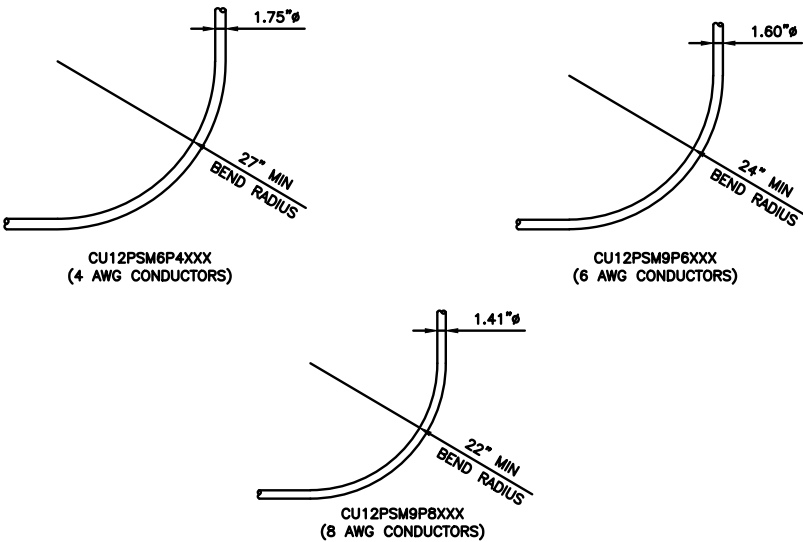 1.75"ø
27" MIN
BEND RADIUS
CU12PSM6P4XXX
(4 AWG CONDUCTORS)
1.60"ø
24" MIN
BEND RADIUS
CU12PSM9P6XXX
(6 AWG CONDUCTORS)
1.41"ø
22" MIN
BEND RADIUS
CU12PSM9P8XXX
(8 AWG CONDUCTORS)